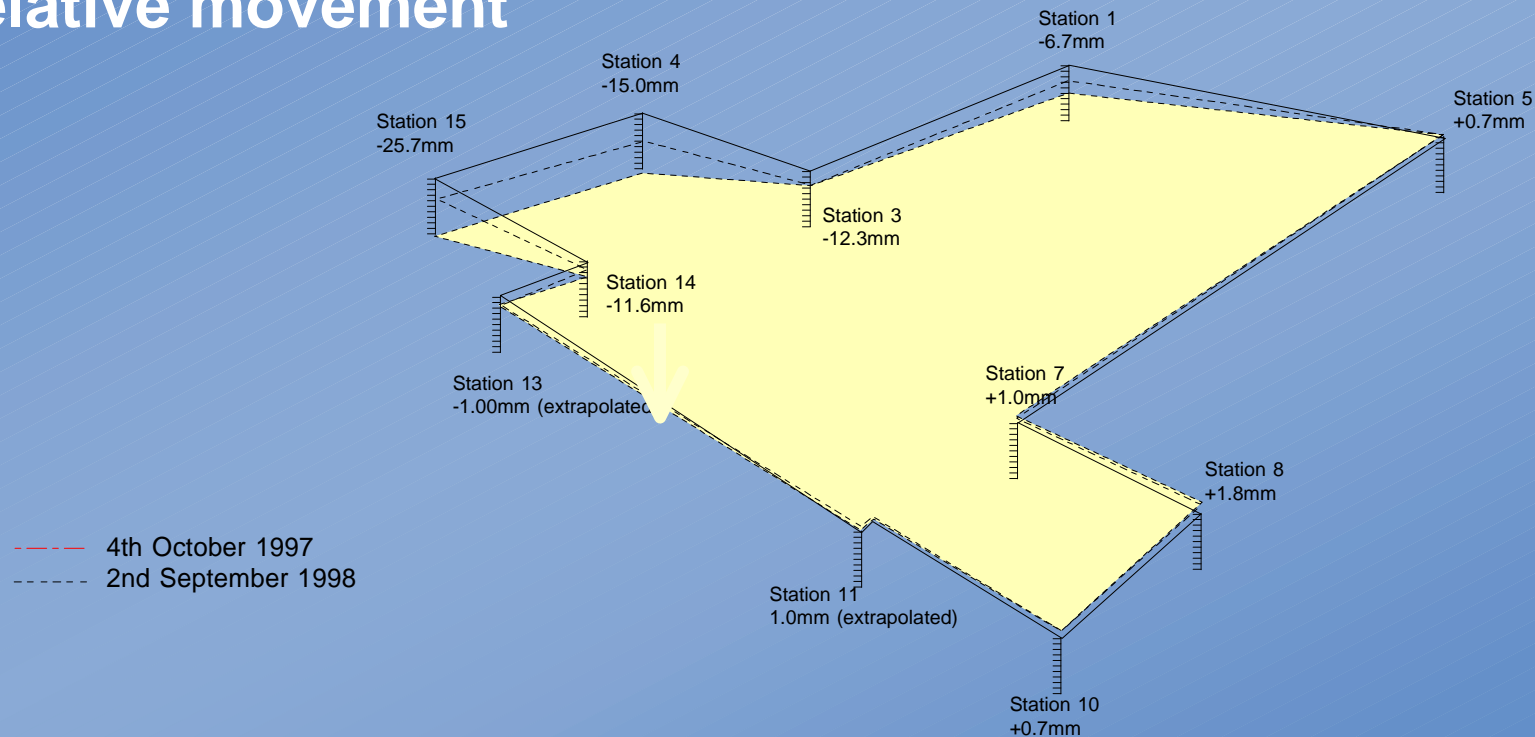 elative movement
Station 1
-6.7mm
Station 4
-15.0mm
Station 5
+0.7mm
Station 15
-25.7mm
Station 3
-12.3mm
Station 14
-11.6mm
Station 13
-1.00mm (extrapolated
Station 7
+1.0mm
Station 8
+1.8mm
4th October 1997
2nd September 1998
Station 11
1.0mm (extrapolated)
Station 10
+0.7mm